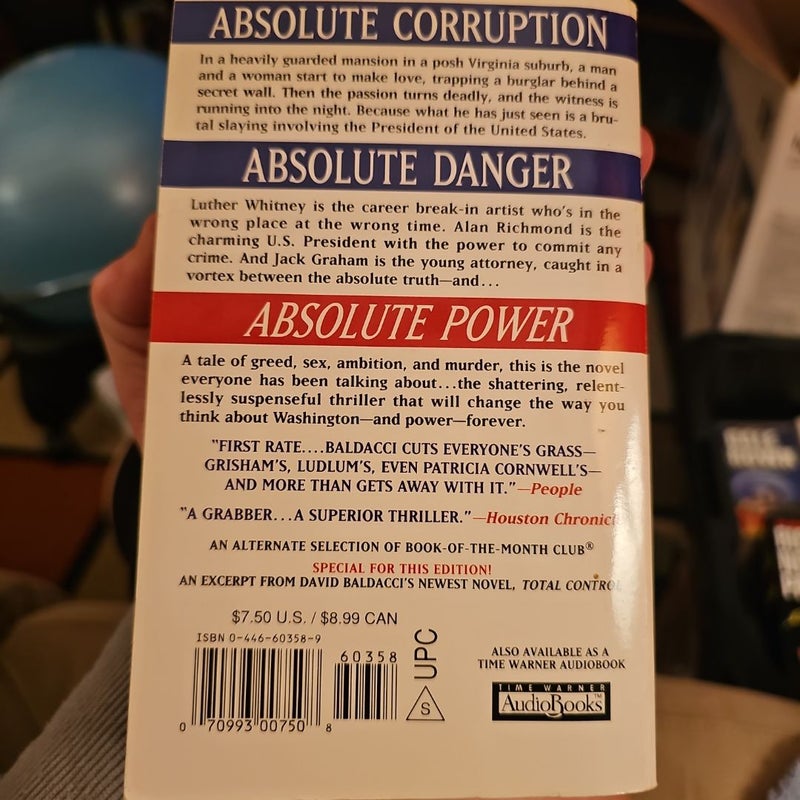 ABSOLUTE CORRUPTION
In a heavily guarded mansion in a posh Virginia suburb, a man
and a woman start to make love, trapping a burglar behind a
secret wall. Then the passion turns deadly, and the witness is
running into the night. Because what he has just seen is a bru-
tal slaying involving the President of the United States.
ABSOLUTE DANGER
Luther Whitney is the career break-in artist who's in the
wrong place at the wrong time. Alan Richmond is the
charming U.S. President with the power to commit any
crime. And Jack Graham is the young attorney, caught in a
vortex between the absolute truth—and...
ABSOLUTE POWER
A tale of greed, sex, ambition, and murder, this is the novel
everyone has been talking about...the shattering, relent-
lessly suspenseful thriller that will change the way you
think about Washington—and power—forever.
"FIRST RATE....BALDACCI CUTS EVERYONE'S GRASS—
GRISHAM'S, LUDLUM'S, EVEN PATRICIA CORNWELL'S—
AND MORE THAN GETS AWAY WITH IT."—People
"A GRABBER...A SUPERIOR THRILLER."—Houston Chronic
AN ALTERNATE SELECTION OF BOOK-OF-THE-MONTH CLUB®
SPECIAL FOR THIS EDITION!
AN EXCERPT FROM DAVID BALDACCI'S NEWEST NOVEL, TOTAL CONTROL
$7.50 U.S. / $8.99 CAN
ISBN 0-446-60358-9
60358
UPC
S
0 70993 00750 8
ALSO AVAILABLE AS A
TIME WARNER AUDIOBOOK
TIME WARNER
AudioBooks™